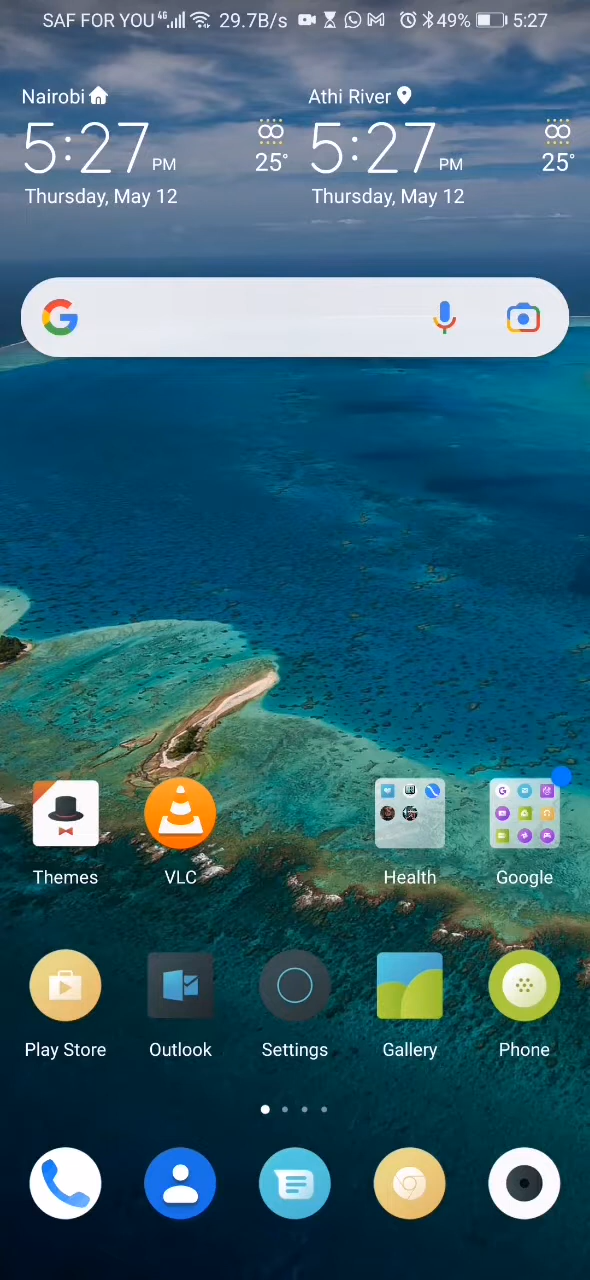 SAF FOR YOU 4G 29.7B/s 49% 5:27
Nairobi Athi River
5:27 PM 25° 5:27 PM 25°
Thursday, May 12 Thursday, May 12
Themes VLC Health Google
Play Store Outlook Settings Gallery Phone